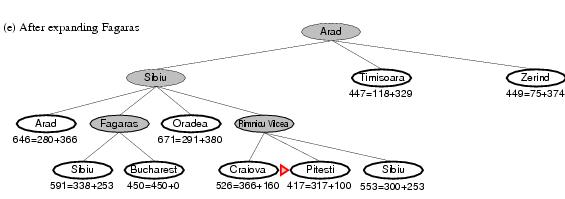 (e) After expanding Fagaras
Arad
Sibiu
Timisoara
Zerind
447=118+329
449=75+374
Arad
Fagaras
Oradea
Rimnicu Vilcea
646=280+366
671=291+380
Sibiu
Bucharest
Craiova
Pitesti
Sibiu
591=338+253
450=450+0
526=366+160
417=317+100
553=300+253